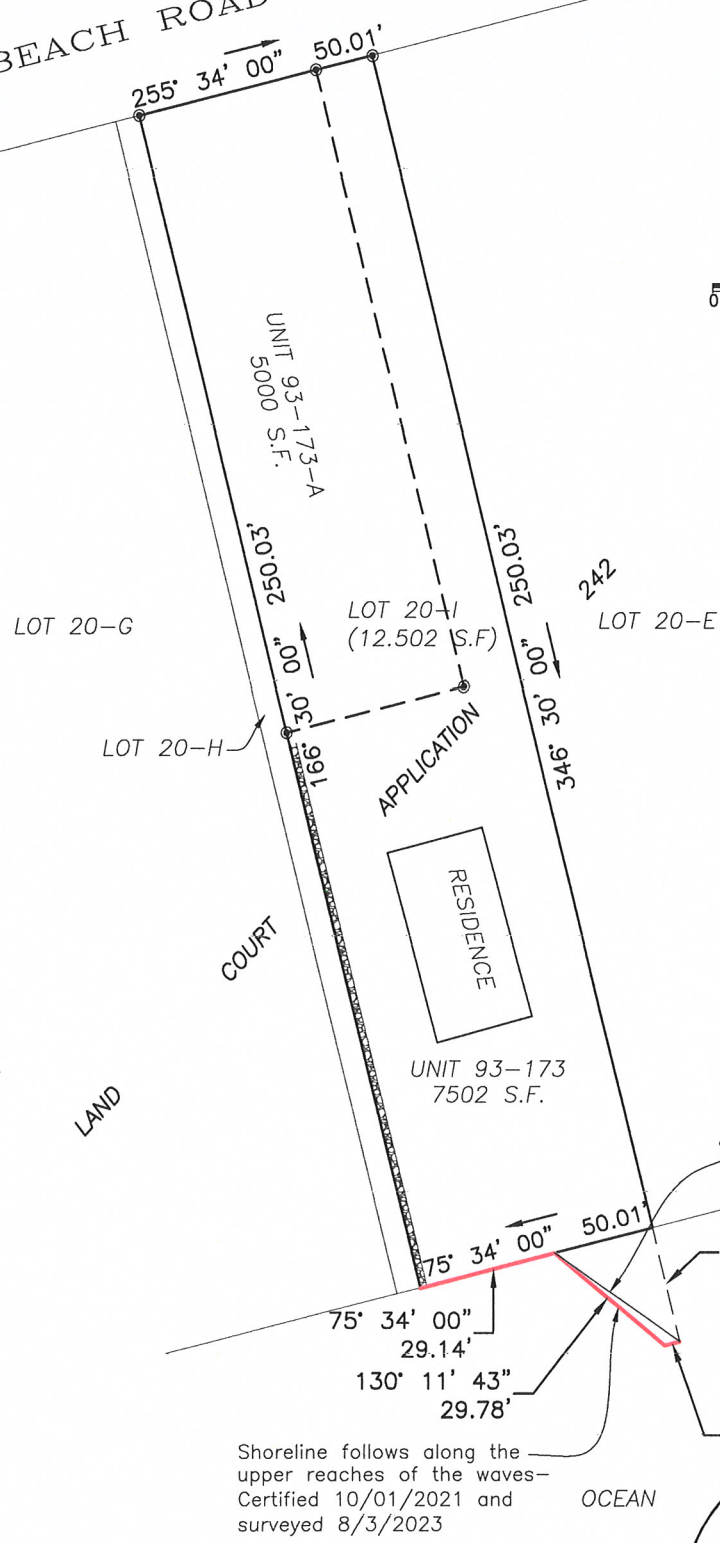 BEACH ROAD
255° 34' 00" 50.01'
UNIT 93-173-A
5000 S.F.
250.03'
166° 30' 00"
250.03'
346° 30' 00"
242
LOT 20-G
LOT 20-I
(12.502 S.F)
LOT 20-E
LOT 20-H
APPLICATION
RESIDENCE
COURT
UNIT 93-173
7502 S.F.
LAND
75° 34' 00" 50.01'
75° 34' 00"
29.14'
130° 11' 43"
29.78'
Shoreline follows along the
upper reaches of the waves-
Certified 10/01/2021 and
surveyed 8/3/2023
OCEAN
0